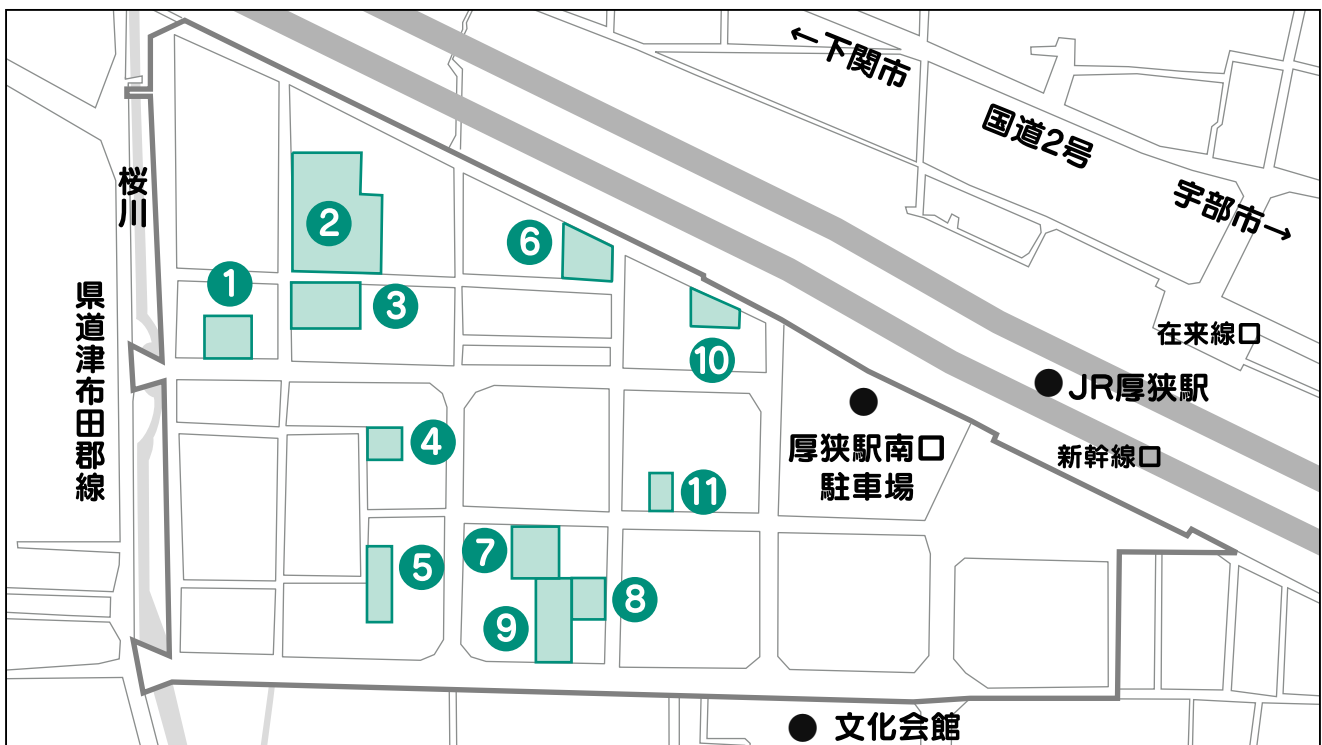 ←下関市
国道2号
宇部市→
桜川
県道津布田郡線
1
2
3
4
5
6
7
8
9
10
11
在来線口
JR厚狭駅
新幹線口
厚狭駅南口
駐車場
文化会館